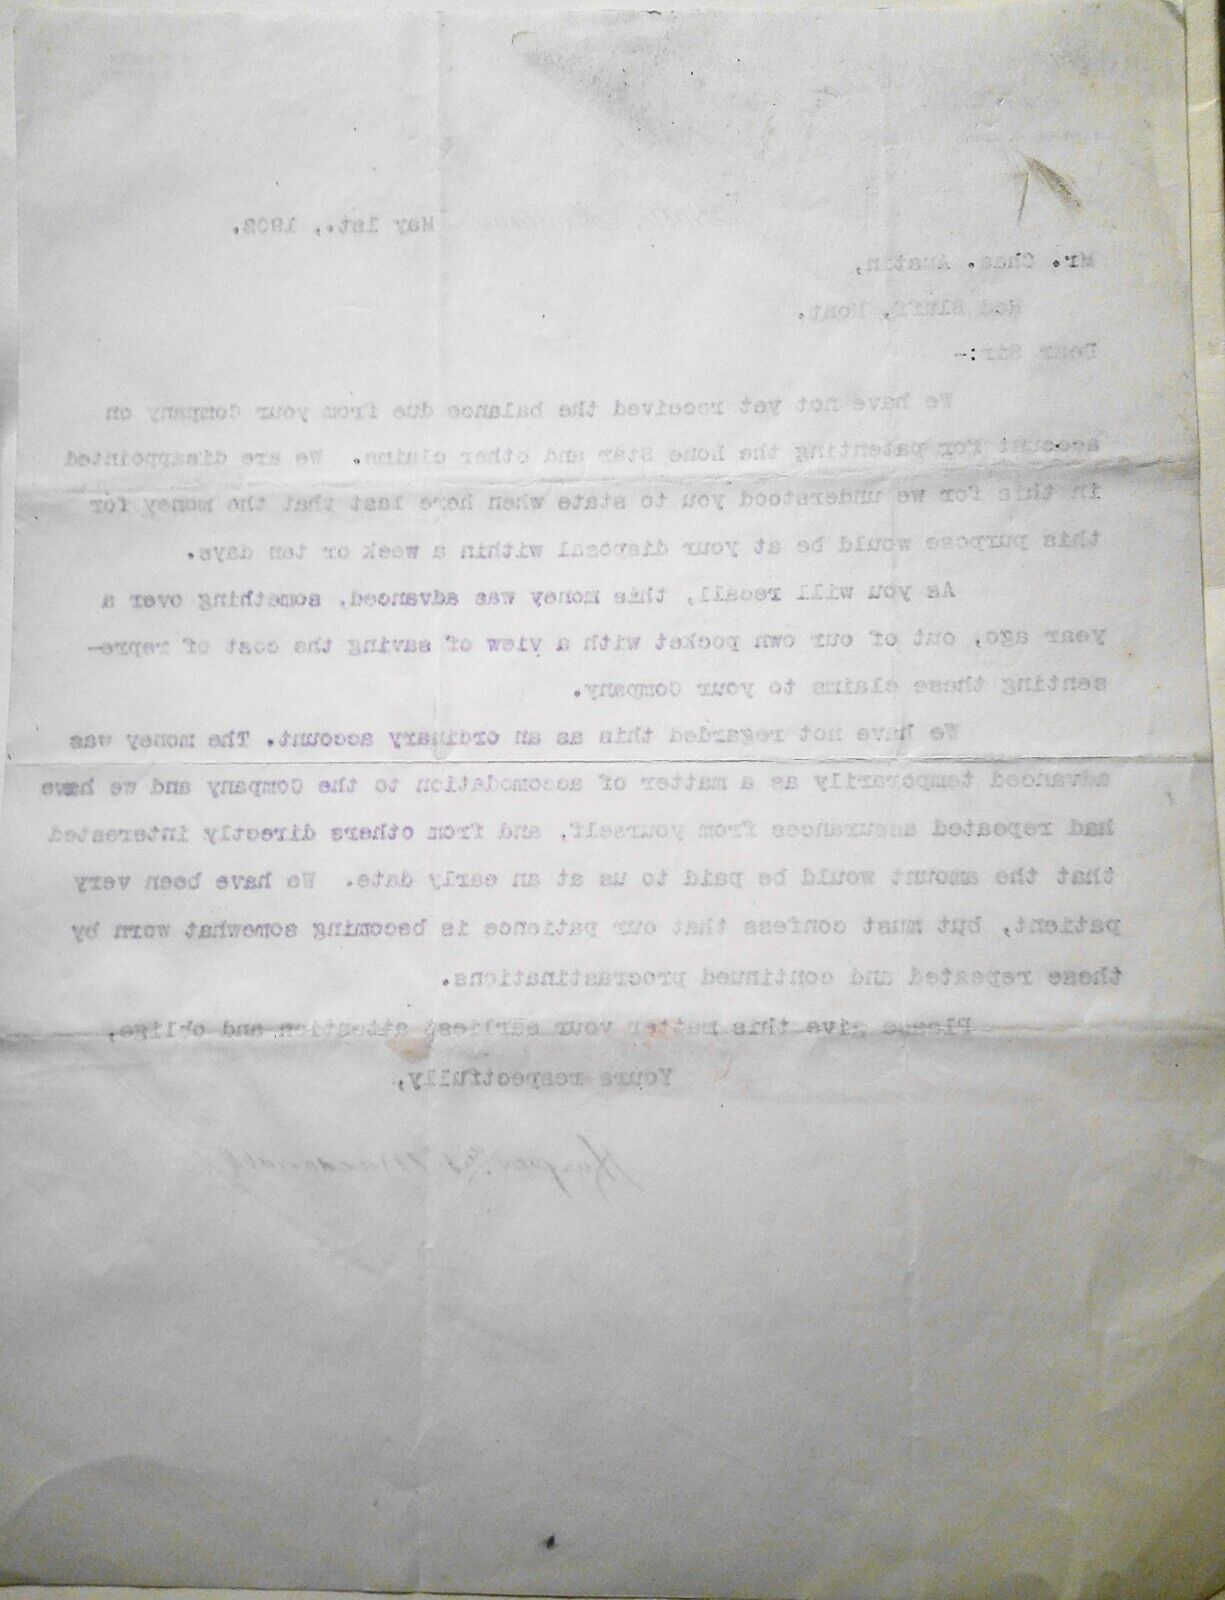 May 1st., 1902.
Mr. Chas. Austin,
Red Bluff, Mont.
Dear Sir:-
We have not yet received the balance due from your Company on
account for patenting the Lone Star and other claims. We are disappointed
in this for we understood you to state when here last that the money for
this purpose would be at your disposal within a week or ten days.
As you will recall, this money was advanced, something over a
year ago, out of our own pocket with a view of saving the cost of repre-
senting these claims to your Company.
We have not regarded this as an ordinary account. The money was
advanced temporarily as a matter of accomodation to the Company and we have
had repeated assurances from yourself, and from others directly interested
that the amount would be paid to us at an early date. We have been very
patient, but must confess that our patience is becoming somewhat worn by
these repeated and continued procrastinations.
Please give this matter your earliest attention and oblige,
Yours respectfully,
Harper & Macdonald